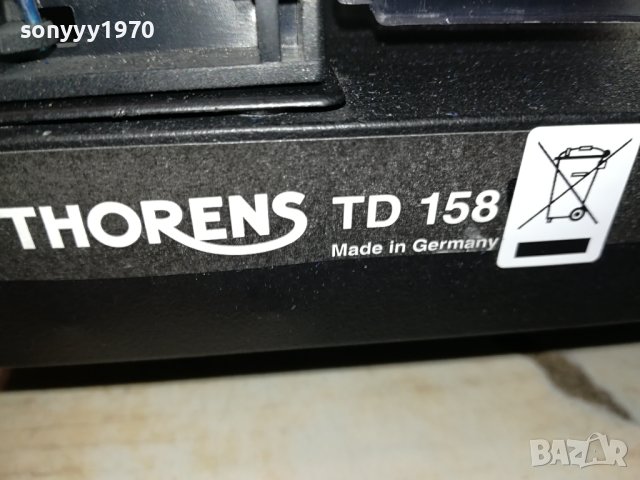 sonyyy1970
THORENS TD 158
Made in Germany
BAZAR